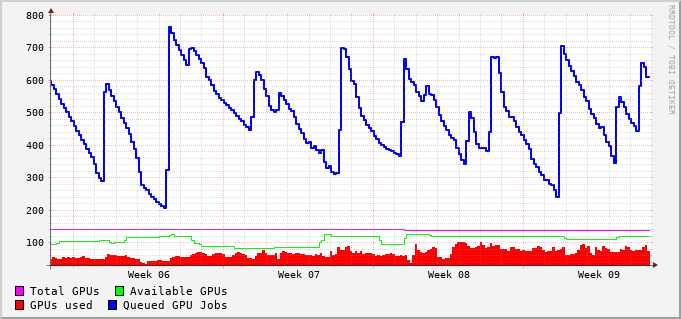 800
700
600
500
400
300
200
100
Week 06 Week 07 Week 08 Week 09
Total GPUs Available GPUs
GPUs used Queued GPU Jobs
RRDTOOL / TOBI OETIKER